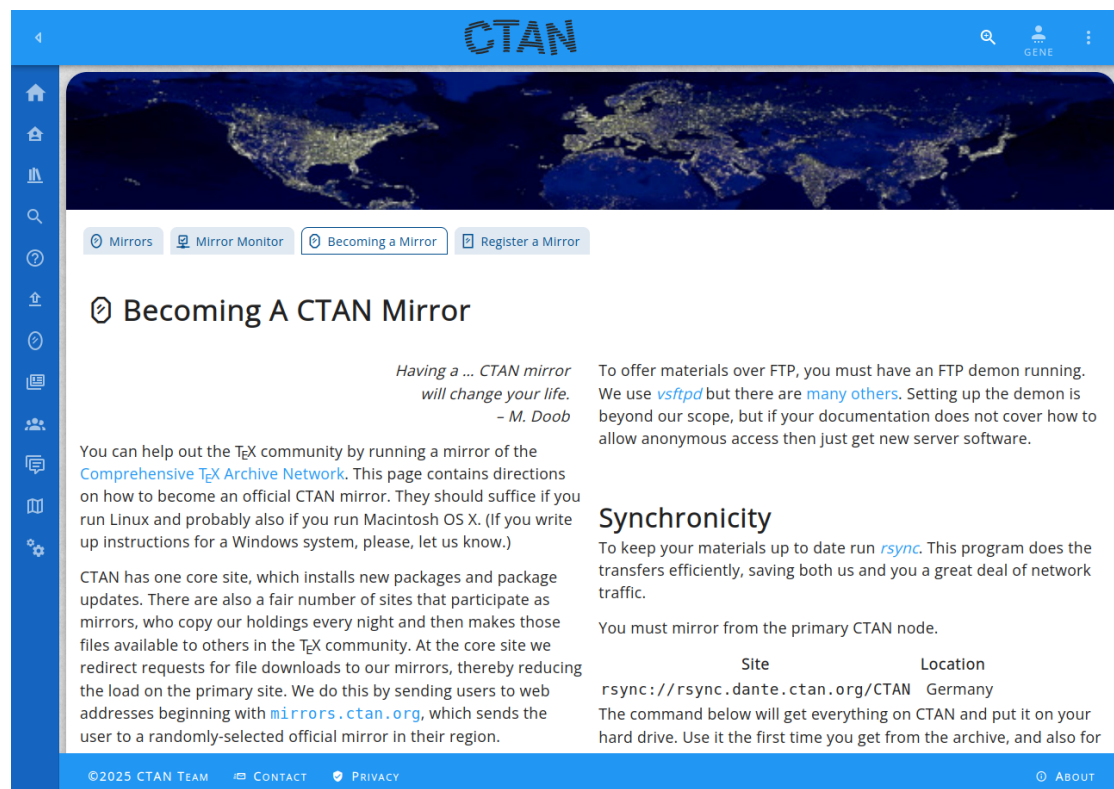 CTAN
GENE
Mirrors
Mirror Monitor
Becoming a Mirror
Register a Mirror
Becoming A CTAN Mirror
Having a ... CTAN mirror
will change your life.
– M. Doob
You can help out the TEX community by running a mirror of the
Comprehensive TEX Archive Network. This page contains directions
on how to become an official CTAN mirror. They should suffice if you
run Linux and probably also if you run Macintosh OS X. (If you write
up instructions for a Windows system, please, let us know.)
CTAN has one core site, which installs new packages and package
updates. There are also a fair number of sites that participate as
mirrors, who copy our holdings every night and then makes those
files available to others in the TEX community. At the core site we
redirect requests for file downloads to our mirrors, thereby reducing
the load on the primary site. We do this by sending users to web
addresses beginning with mirrors.ctan.org, which sends the
user to a randomly-selected official mirror in their region.
To offer materials over FTP, you must have an FTP demon running.
We use vsftpd but there are many others. Setting up the demon is
beyond our scope, but if your documentation does not cover how to
allow anonymous access then just get new server software.
Synchronicity
To keep your materials up to date run rsync. This program does the
transfers efficiently, saving both us and you a great deal of network
traffic.
You must mirror from the primary CTAN node.
Site Location
rsync://rsync.dante.ctan.org/CTAN Germany
The command below will get everything on CTAN and put it on your
hard drive. Use it the first time you get from the archive, and also for
©2025 CTAN Team
Contact
Privacy
About